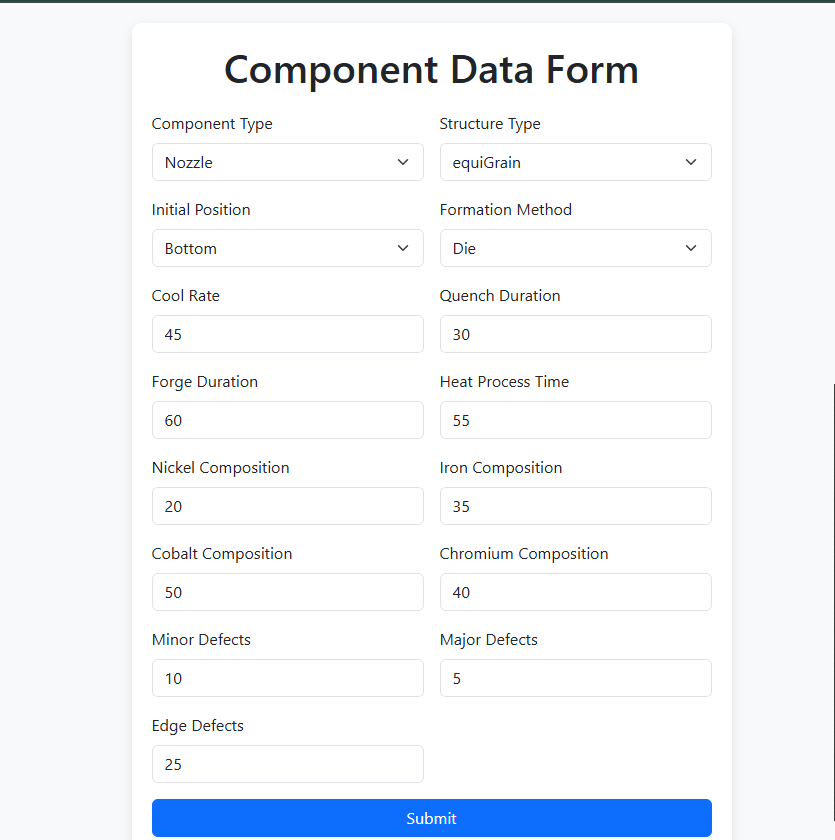 Component Data Form
Component Type Structure Type
Nozzle equiGrain
Initial Position Formation Method
Bottom Die
Cool Rate Quench Duration
45 30
Forge Duration Heat Process Time
60 55
Nickel Composition Iron Composition
20 35
Cobalt Composition Chromium Composition
50 40
Minor Defects Major Defects
10 5
Edge Defects
25
Submit